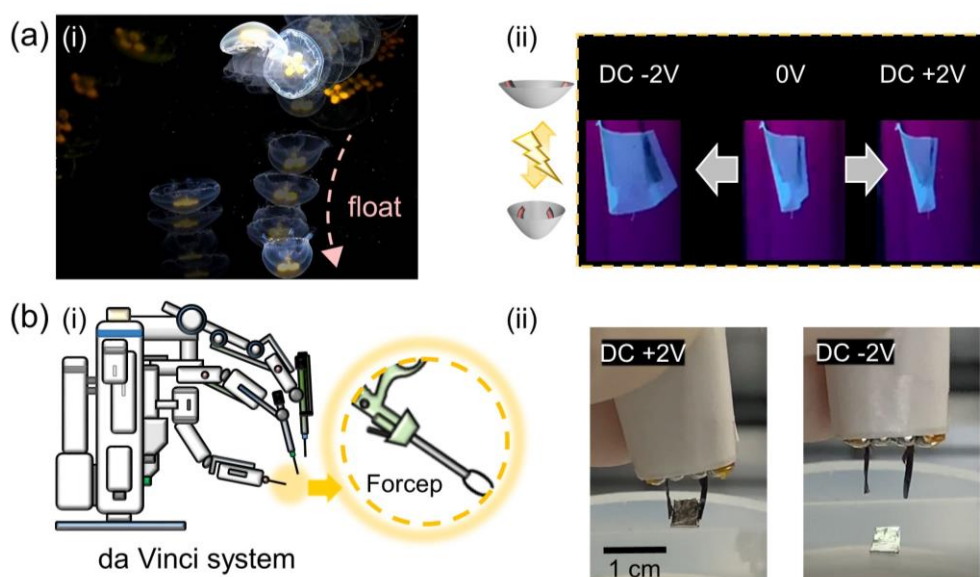 (a) (i)
float
(ii)
DC -2V 0V DC +2V
(b) (i)
Forcep
da Vinci system
(ii)
DC +2V DC -2V
1 cm